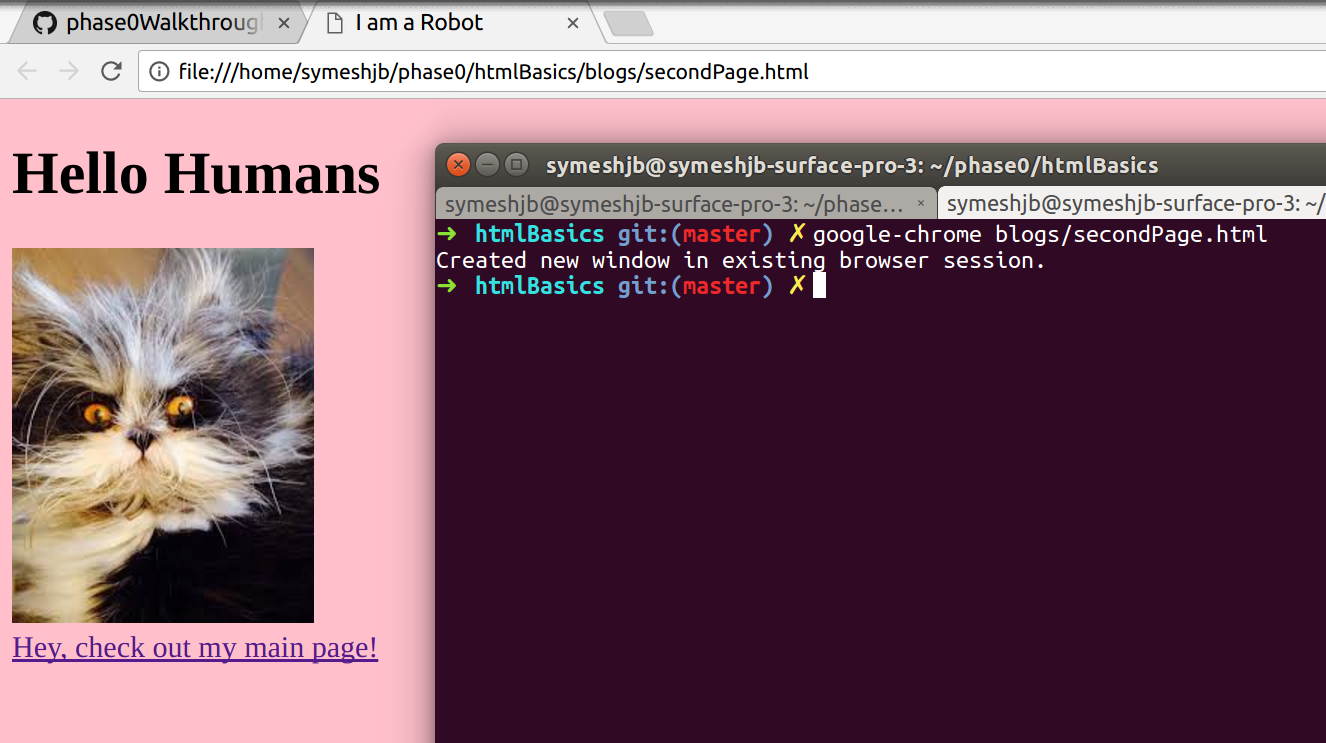 phase0Walkthroug
I am a Robot
file:///home/symeshjb/phase0/htmlBasics/blogs/secondPage.html
Hello Humans
Hey, check out my main page!
symeshjb@symeshjb-surface-pro-3: ~/phase0/htmlBasics
symeshjb@symeshjb-surface-pro-3: ~/phase...
symeshjb@symeshjb-surface-pro-3: ~/
➜ htmlBasics git:(master) ✗ google-chrome blogs/secondPage.html
Created new window in existing browser session.
➜ htmlBasics git:(master) ✗